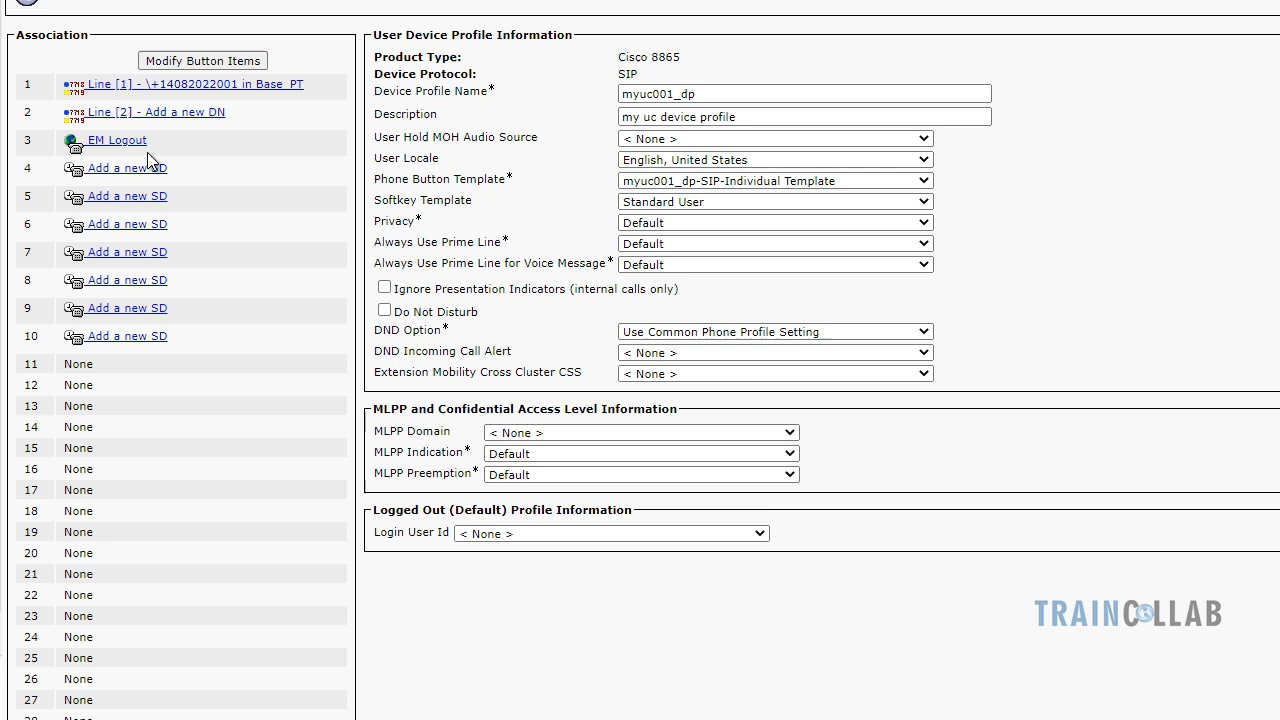 Association
Modify Button Items
1 Line [1] - \+14082022001 in Base_PT
2 Line [2] - Add a new DN
3 EM Logout
4 Add a new SD
5 Add a new SD
6 Add a new SD
7 Add a new SD
8 Add a new SD
9 Add a new SD
10 Add a new SD
11 None
12 None
13 None
14 None
15 None
16 None
17 None
18 None
19 None
20 None
21 None
22 None
23 None
24 None
25 None
26 None
27 None
User Device Profile Information
Product Type: Cisco 8865
Device Protocol: SIP
Device Profile Name* myuc001_dp
Description my uc device profile
User Hold MOH Audio Source < None >
User Locale English, United States
Phone Button Template* myuc001_dp-SIP-Individual Template
Softkey Template Standard User
Privacy* Default
Always Use Prime Line* Default
Always Use Prime Line for Voice Message* Default
Ignore Presentation Indicators (internal calls only)
Do Not Disturb
DND Option* Use Common Phone Profile Setting
DND Incoming Call Alert < None >
Extension Mobility Cross Cluster CSS < None >
MLPP and Confidential Access Level Information
MLPP Domain < None >
MLPP Indication* Default
MLPP Preemption* Default
Logged Out (Default) Profile Information
Login User Id < None >
TRAINCOLLAB